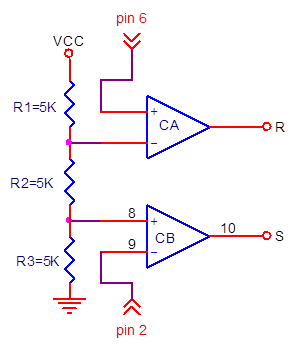 pin 6
VCC
R1=5K
+
CA
−
R
R2=5K
8
+
10
S
CB
9
−
R3=5K
pin 2